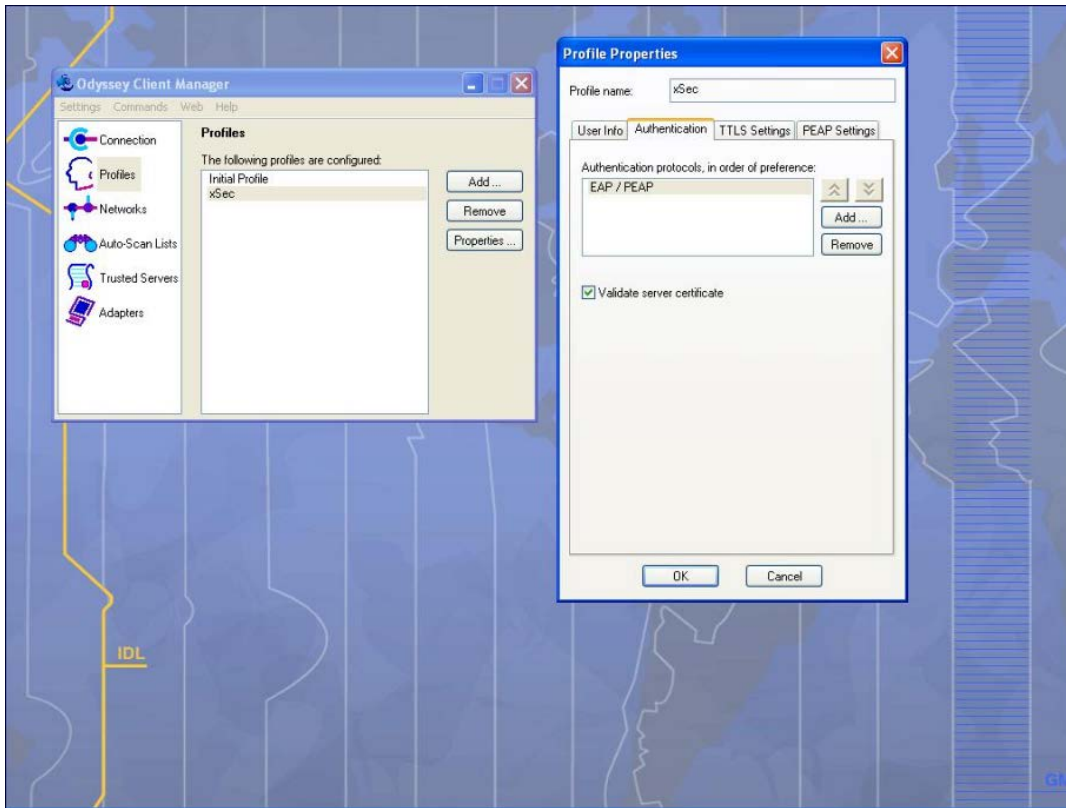 Odyssey Client Manager
Settings Commands Web Help
Connection
Profiles
Networks
Auto-Scan Lists
Trusted Servers
Adapters
Profiles
The following profiles are configured:
Initial Profile
xSec
Add ...
Remove
Properties ...
Profile Properties
Profile name: xSec
User Info Authentication TTLS Settings PEAP Settings
Authentication protocols, in order of preference:
EAP / PEAP
Add ...
Remove
Validate server certificate
OK Cancel
IDL
GM